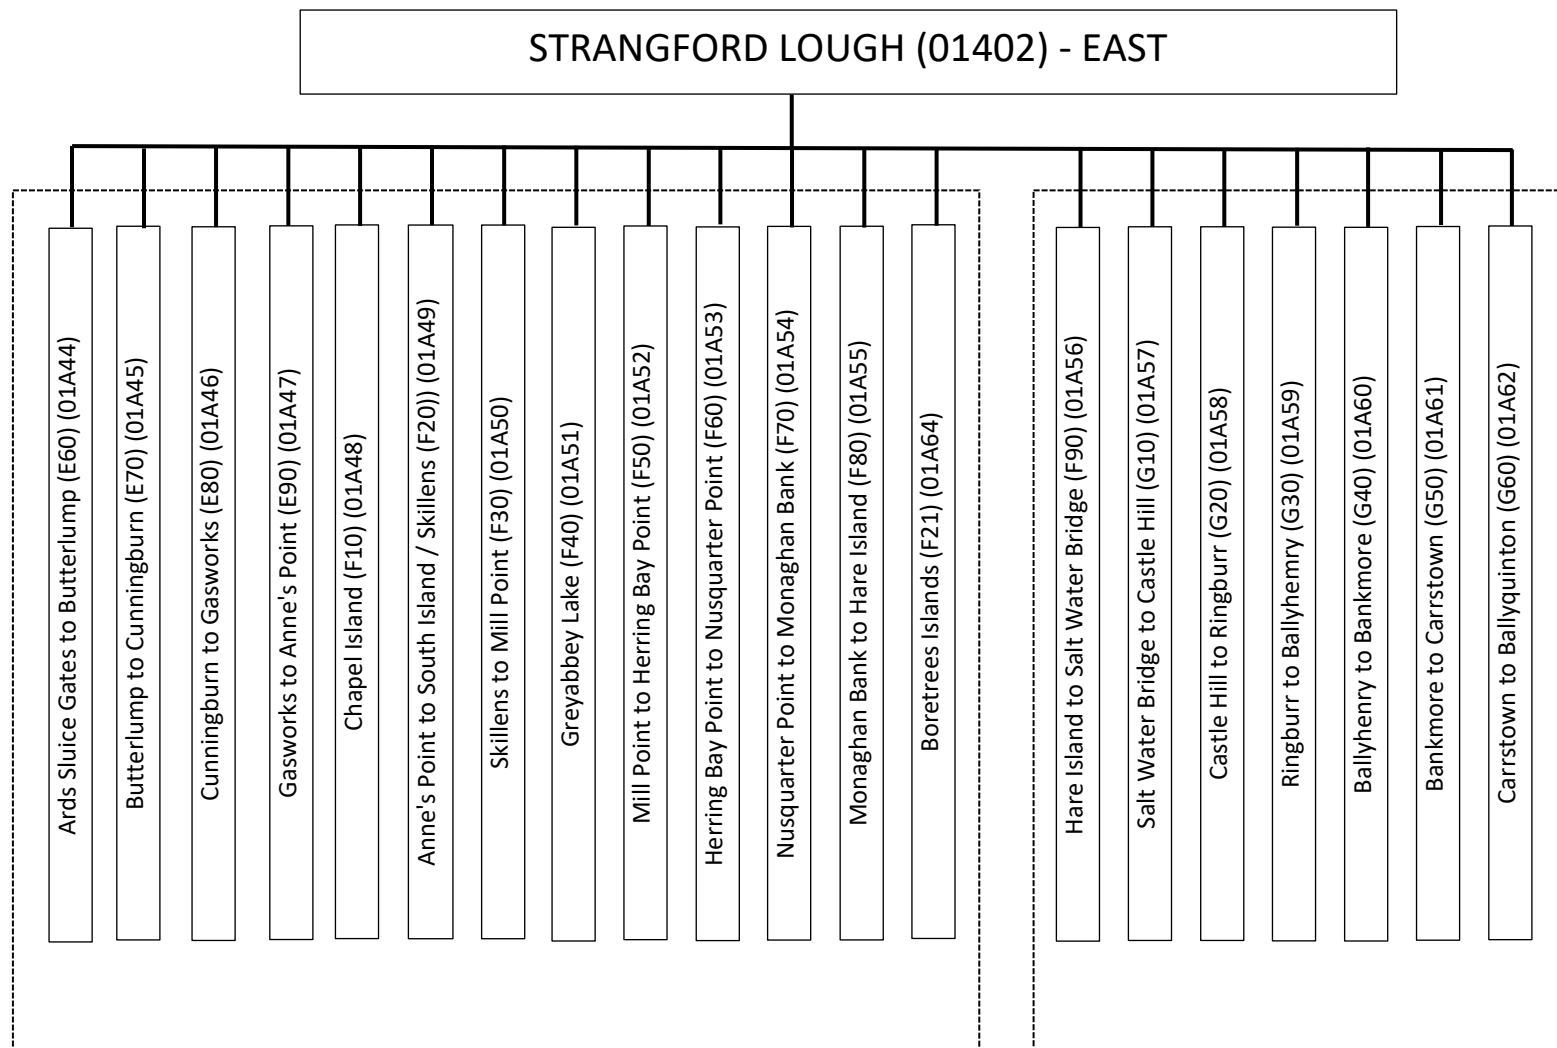 STRANGFORD LOUGH (01402) - EAST
Ards Sluice Gates to Butterlump (E60) (01A44)
Butterlump to Cunningburn (E70) (01A45)
Cunningburn to Gasworks (E80) (01A46)
Gasworks to Anne's Point (E90) (01A47)
Chapel Island (F10) (01A48)
Anne's Point to South Island / Skillens (F20)) (01A49)
Skillens to Mill Point (F30) (01A50)
Greyabbey Lake (F40) (01A51)
Mill Point to Herring Bay Point (F50) (01A52)
Herring Bay Point to Nusquarter Point (F60) (01A53)
Nusquarter Point to Monaghan Bank (F70) (01A54)
Monaghan Bank to Hare Island (F80) (01A55)
Boretrees Islands (F21) (01A64)
Hare Island to Salt Water Bridge (F90) (01A56)
Salt Water Bridge to Castle Hill (G10) (01A57)
Castle Hill to Ringburr (G20) (01A58)
Ringburr to Ballyhemry (G30) (01A59)
Ballyhenry to Bankmore (G40) (01A60)
Bankmore to Carrstown (G50) (01A61)
Carrstown to Ballyquinton (G60) (01A62)